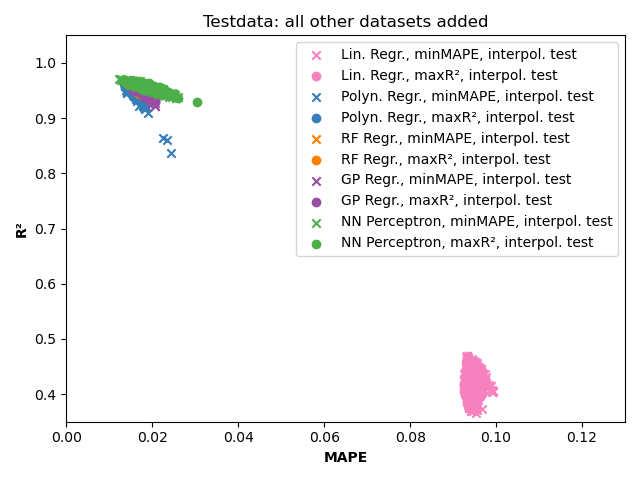 Testdata: all other datasets added
1.0
0.9
0.8
0.7
0.6
0.5
0.4
R²
Lin. Regr., minMAPE, interpol. test
Lin. Regr., maxR², interpol. test
Polyn. Regr., minMAPE, interpol. test
Polyn. Regr., maxR², interpol. test
RF Regr., minMAPE, interpol. test
RF Regr., maxR², interpol. test
GP Regr., minMAPE, interpol. test
GP Regr., maxR², interpol. test
NN Perceptron, minMAPE, interpol. test
NN Perceptron, maxR², interpol. test
0.00 0.02 0.04 0.06 0.08 0.10 0.12
MAPE